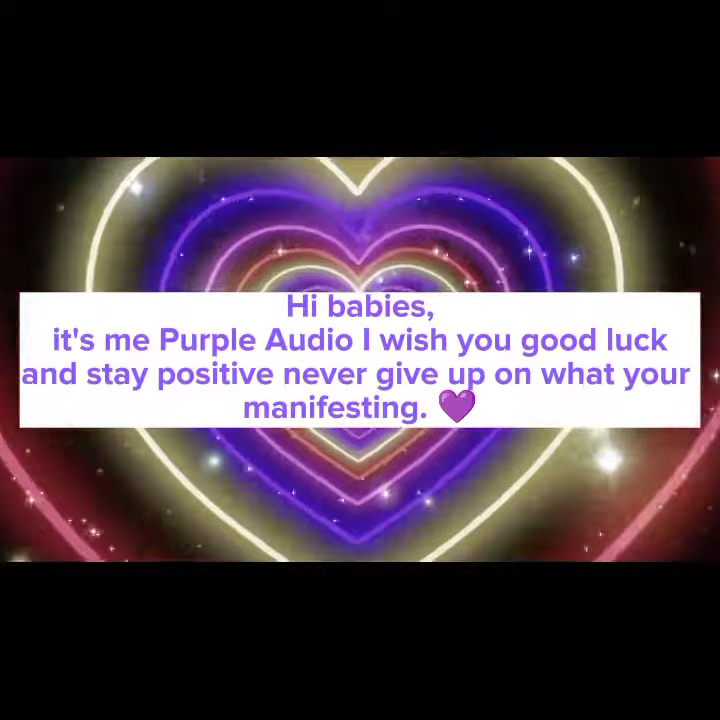 Hi babies,
it's me Purple Audio I wish you good luck
and stay positive never give up on what your
manifesting. 💜